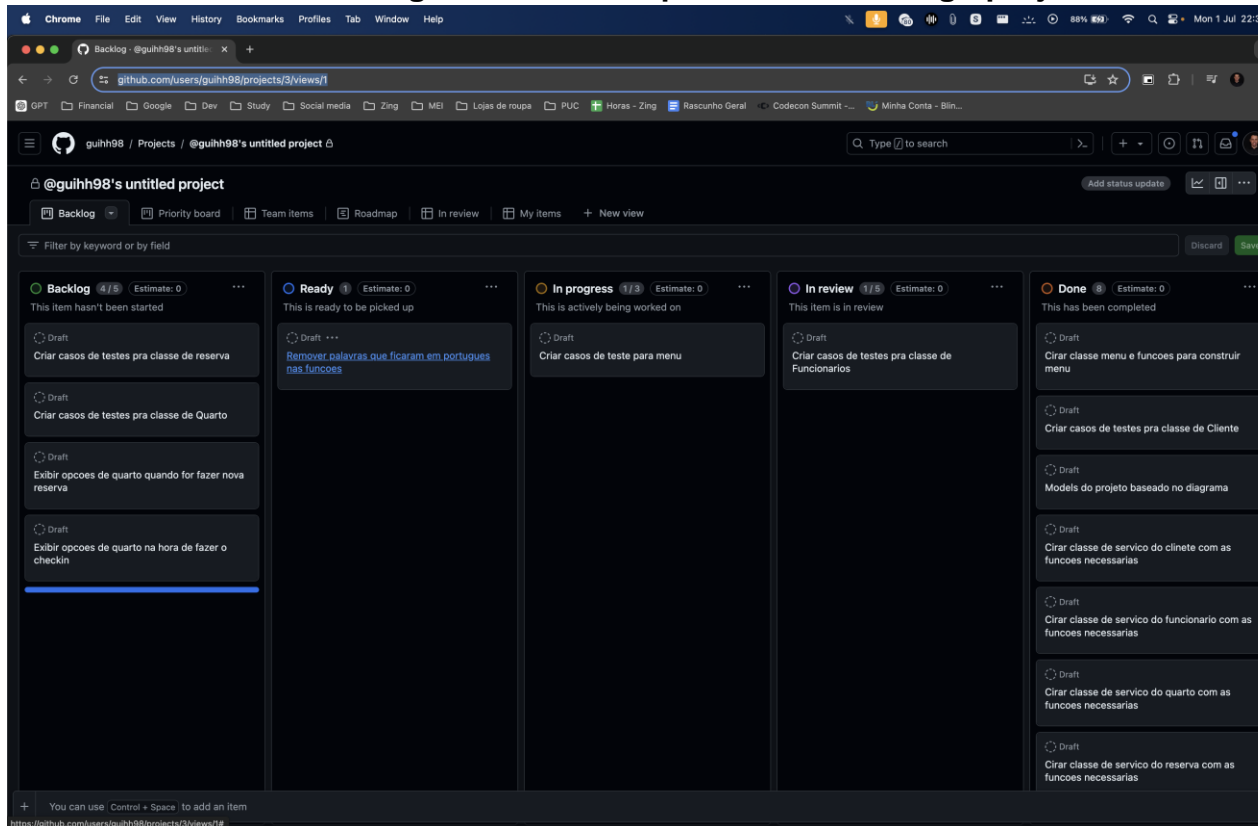 Chrome File Edit View History Bookmarks Profiles Tab Window Help
88% Mon 1 Jul
Backlog · @guihh98's
github.com/users/guihh98/projects/3/views/1
GPT Financial Google Dev Study Social media Zing MEI Lojas de roupa PUC Horas - Zing Rascunho Geral Codecon Summit -... Minha Conta - Blin...
guihh98 / Projects / @guihh98's untitled project
Type / to search
@guihh98's untitled project
Add status update
Backlog Priority board Team items Roadmap In review My items + New view
Filter by keyword or by field
Discard Save
Backlog 4 / 5 Estimate: 0
This item hasn't been started
Draft
Criar casos de testes pra classe de reserva
Draft
Criar casos de testes pra classe de Quarto
Draft
Exibir opcoes de quarto quando for fazer nova
reserva
Draft
Exibir opcoes de quarto na hora de fazer o
checkin
Ready 1 Estimate: 0
This is ready to be picked up
Draft ···
Remover palavras que ficaram em portugues
nas funcoes
In progress 1 / 3 Estimate: 0
This is actively being worked on
Draft
Criar casos de teste para menu
In review 1 / 5 Estimate: 0
This item is in review
Draft
Criar casos de testes pra classe de
Funcionarios
Done 8 Estimate: 0
This has been completed
Draft
Cirar classe menu e funcoes para construir
menu
Draft
Criar casos de testes pra classe de Cliente
Draft
Models do projeto baseado no diagrama
Draft
Cirar classe de servico do clinete com as
funcoes necessarias
Draft
Cirar classe de servico do funcionario com as
funcoes necessarias
Draft
Cirar classe de servico do quarto com as
funcoes necessarias
Draft
Cirar classe de servico do reserva com as
funcoes necessarias
+ You can use Control + Space to add an item
https://github.com/users/guihh98/projects/3/views/1#